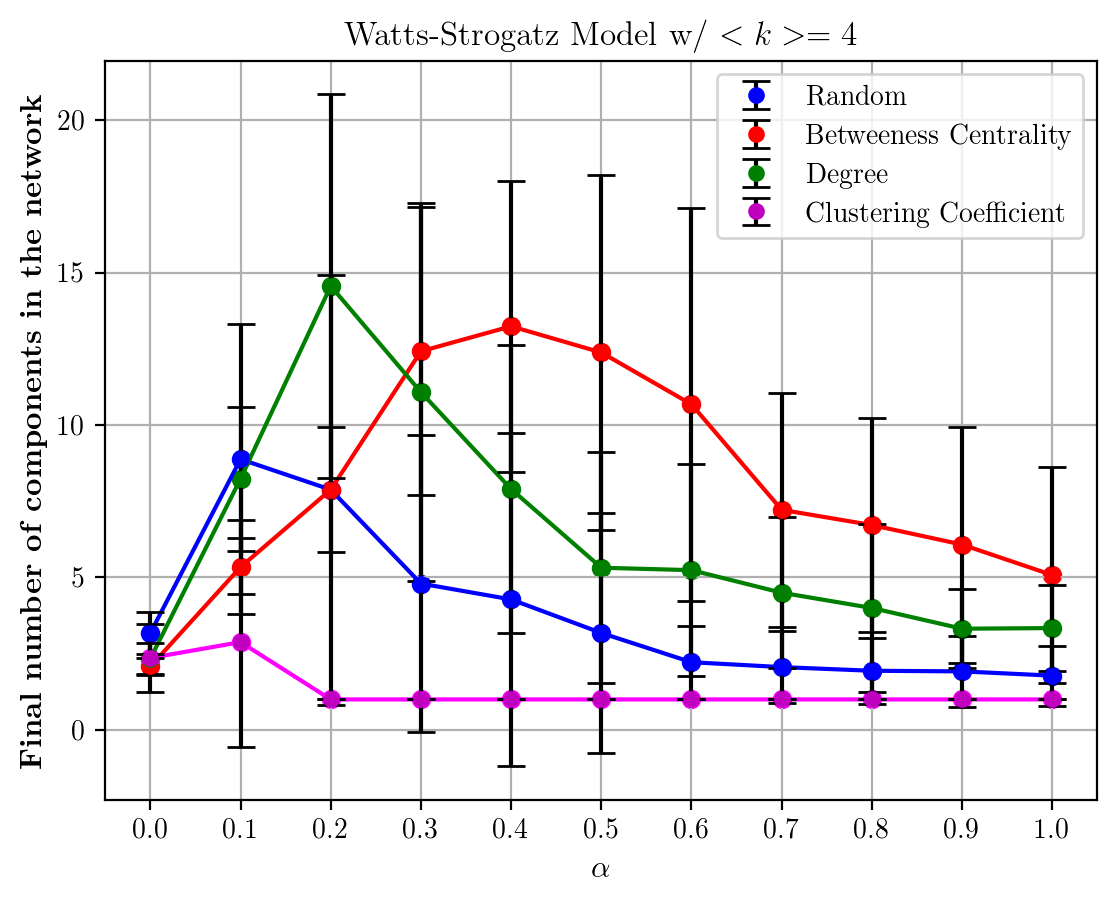 Watts-Strogatz Model w/ < k >= 4
Final number of components in the network
20
15
10
5
0
Random
Betweeness Centrality
Degree
Clustering Coefficient
0.0 0.1 0.2 0.3 0.4 0.5 0.6 0.7 0.8 0.9 1.0
α